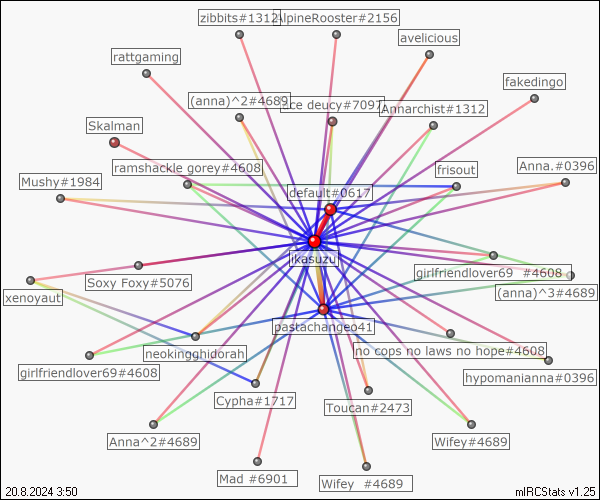 zibbits#1312
AlpineRooster#2156
avelicious
rattgaming
fakedingo
(anna)^2#4689
ace deucy#7097
Annarchist#1312
Skalman
ramshackle gorey#4608
frisout
Anna.#0396
Mushy#1984
default#0617
ikasuzu
girlfriendlover69_#4608
Soxy Foxy#5076
(anna)^3#4689
xenoyaut
pastachangeo41
neokingghidorah
no cops no laws no hope#4608
girlfriendlover69#4608
hypomanianna#0396
Cypha#1717
Toucan#2473
Anna^2#4689
Wifey#4689
Mad #6901
Wifey_#4689
20.8.2024 3:50
mIRCStats v1.25